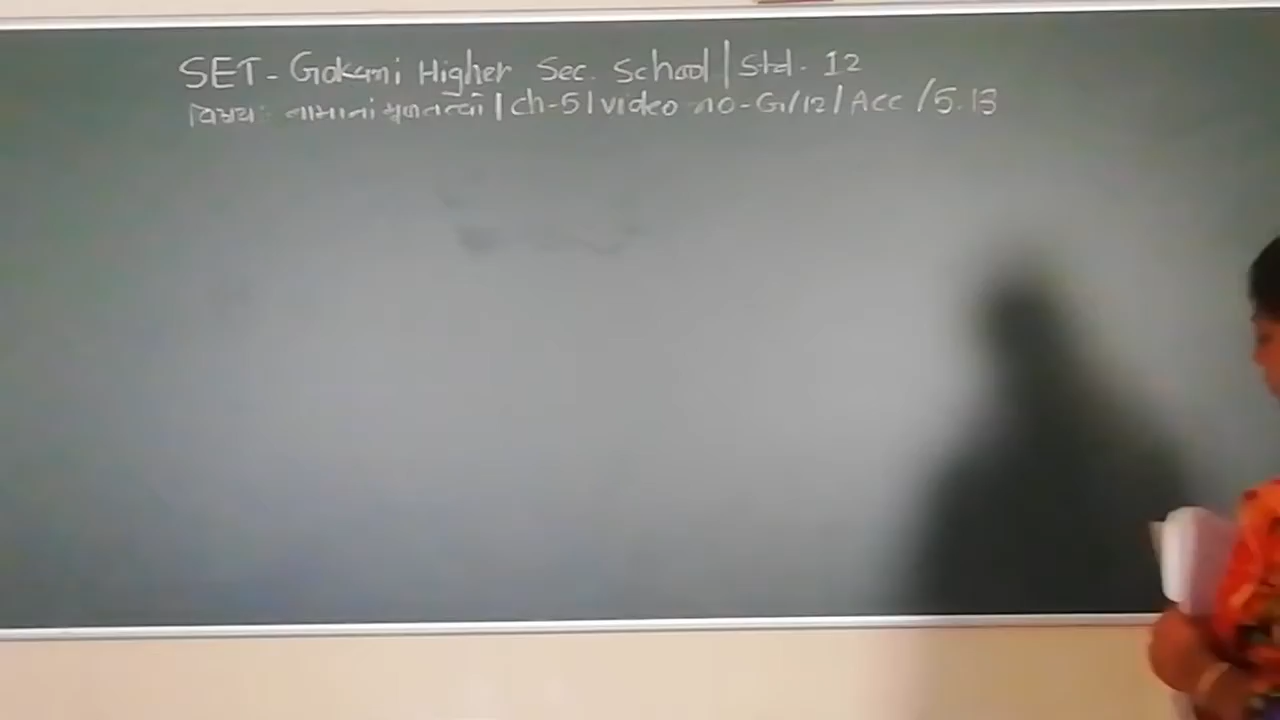 SET - Gokani Higher Sec. School | Std. 12
વિષય: નામાનાં મૂળતત્ત્વો | ch-5 | video no - G/12 | Acc / 5.13